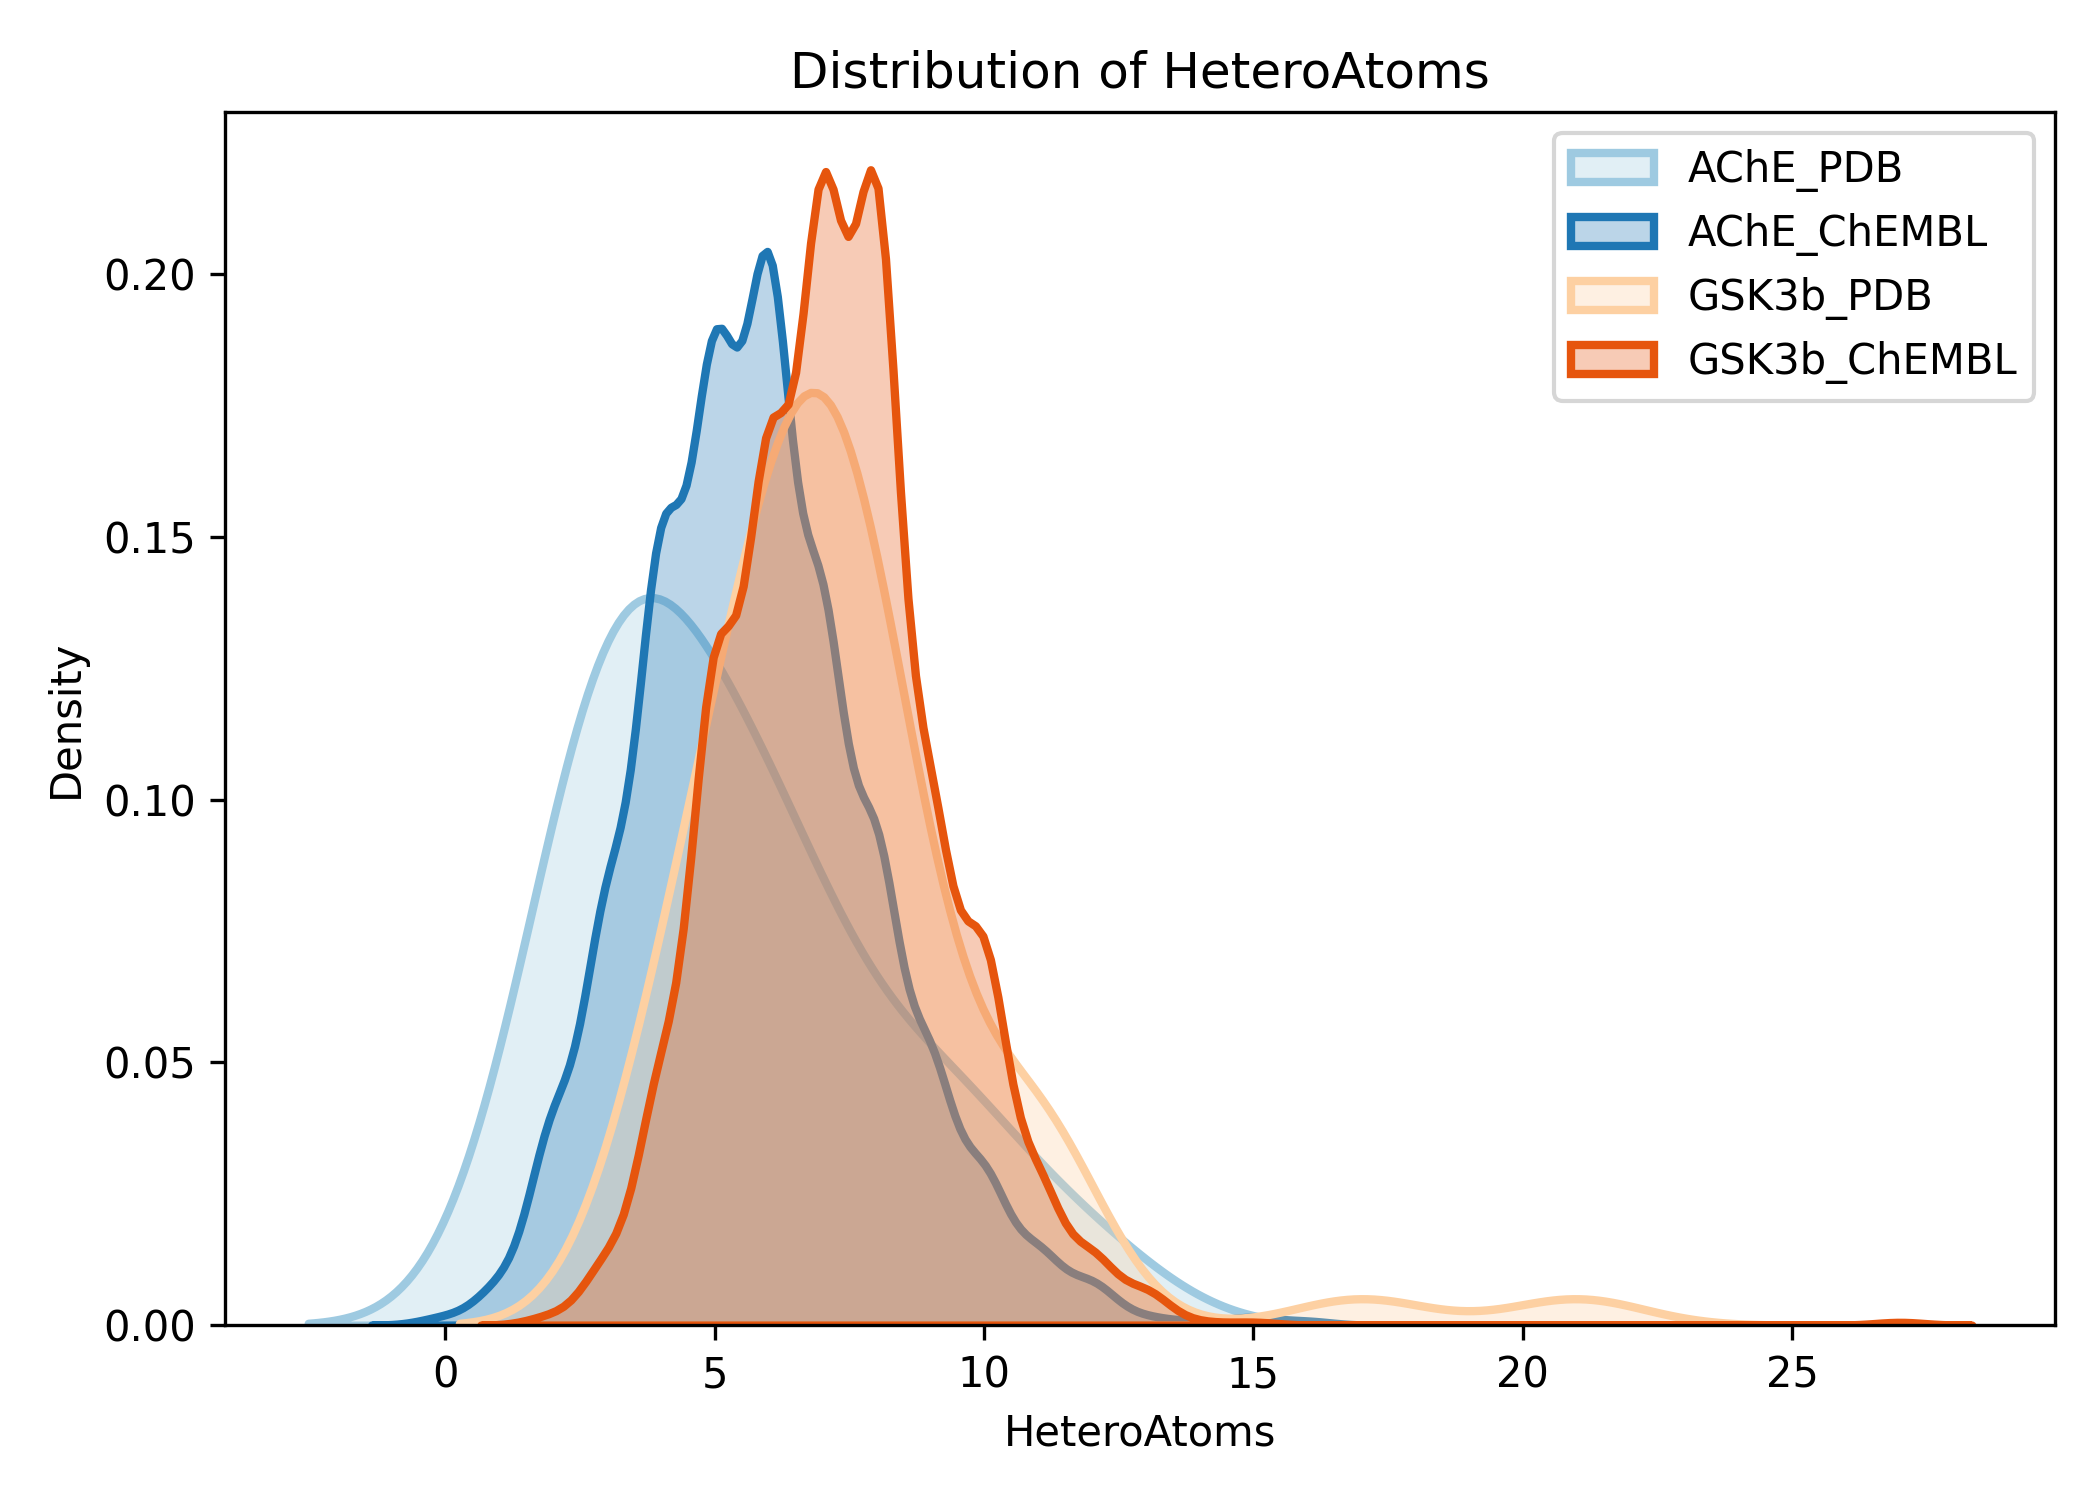 Distribution of HeteroAtoms
AChE_PDB
AChE_ChEMBL
GSK3b_PDB
GSK3b_ChEMBL
Density
0.20
0.15
0.10
0.05
0.00
0 5 10 15 20 25
HeteroAtoms